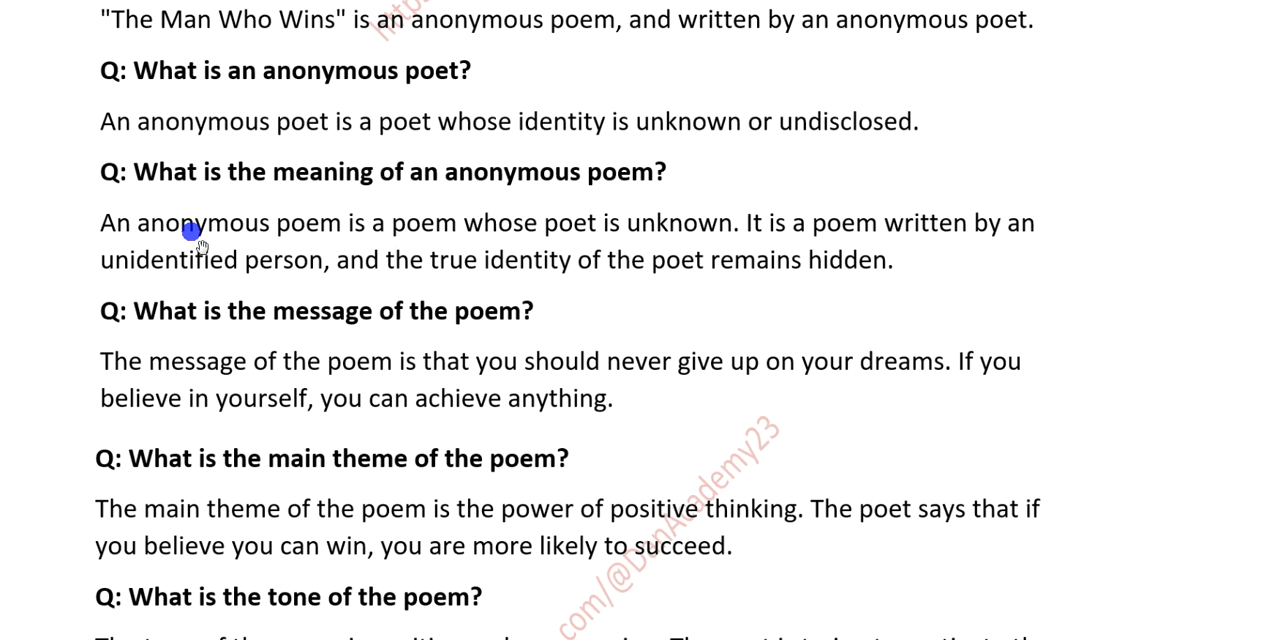 "The Man Who Wins" is an anonymous poem, and written by an anonymous poet.
Q: What is an anonymous poet?
An anonymous poet is a poet whose identity is unknown or undisclosed.
Q: What is the meaning of an anonymous poem?
An anonymous poem is a poem whose poet is unknown. It is a poem written by an
unidentified person, and the true identity of the poet remains hidden.
Q: What is the message of the poem?
The message of the poem is that you should never give up on your dreams. If you
believe in yourself, you can achieve anything.
Q: What is the main theme of the poem?
The main theme of the poem is the power of positive thinking. The poet says that if
you believe you can win, you are more likely to succeed.
Q: What is the tone of the poem?
https
com/@DanAcademy23